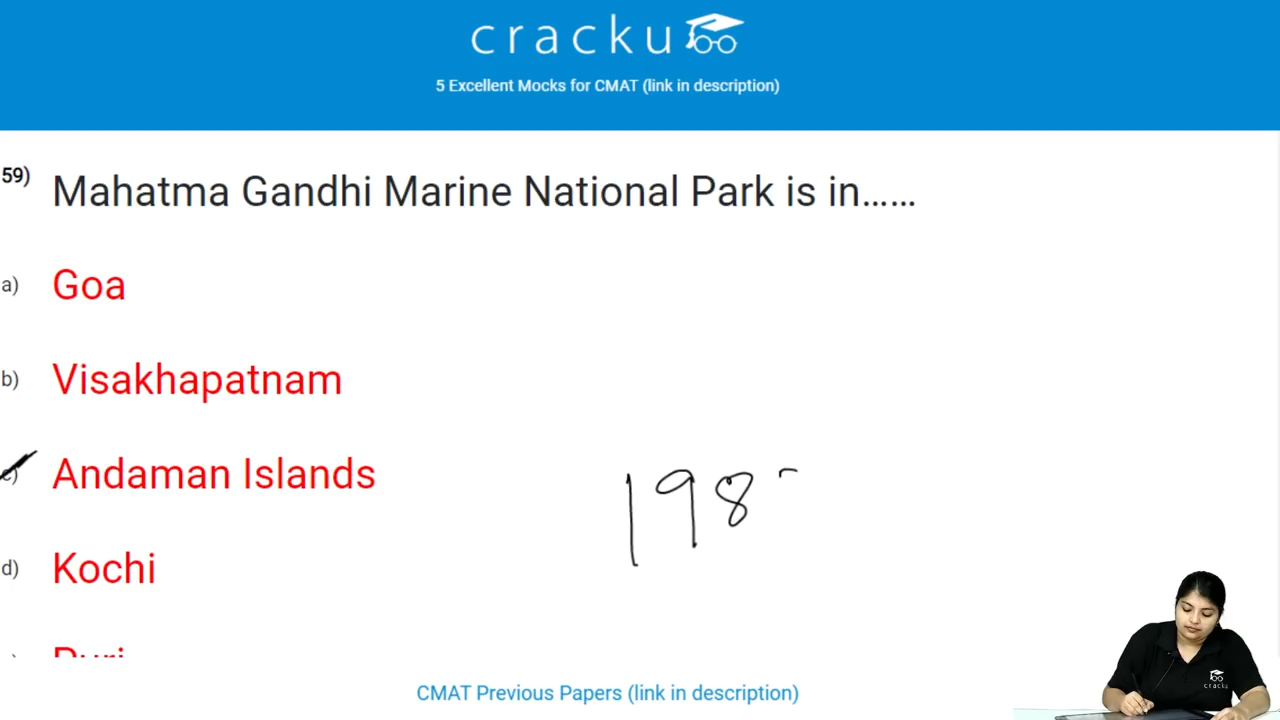 cracku
5 Excellent Mocks for CMAT (link in description)
59) Mahatma Gandhi Marine National Park is in......
a) Goa
b) Visakhapatnam
c) Andaman Islands
d) Kochi
198
cracku
CMAT Previous Papers (link in description)